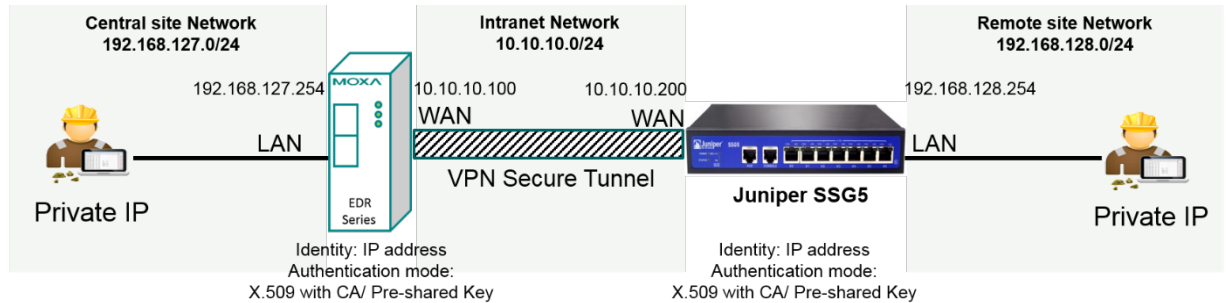 Central site Network
192.168.127.0/24
Intranet Network
10.10.10.0/24
Remote site Network
192.168.128.0/24
192.168.127.254
MOXA
10.10.10.100
10.10.10.200
192.168.128.254
WAN
WAN
LAN
LAN
Juniper
SSG5
VPN Secure Tunnel
Juniper SSG5
Private IP
Private IP
EDR
Series
Identity: IP address
Authentication mode:
X.509 with CA/ Pre-shared Key
Identity: IP address
Authentication mode:
X.509 with CA/ Pre-shared Key